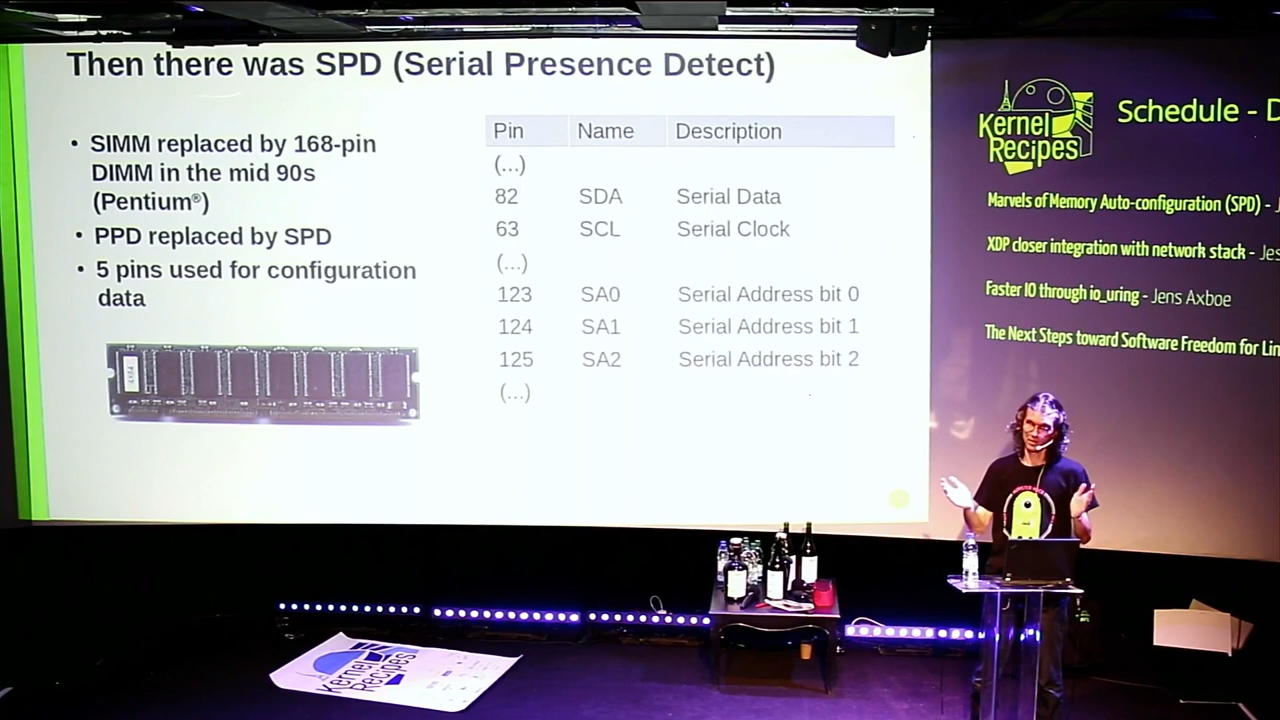 Then there was SPD (Serial Presence Detect)
• SIMM replaced by 168-pin
DIMM in the mid 90s
(Pentium®)
• PPD replaced by SPD
• 5 pins used for configuration
data
Pin Name Description
(...)
82 SDA Serial Data
63 SCL Serial Clock
(...)
123 SA0 Serial Address bit 0
124 SA1 Serial Address bit 1
125 SA2 Serial Address bit 2
(...)
Kernel
Recipes
Schedule - D
Marvels of Memory Auto-configuration (SPD) - J
XDP closer integration with network stack - Jes
Faster IO through io_uring - Jens Axboe
The Next Steps toward Software Freedom for Lin
Kernel
Recipes